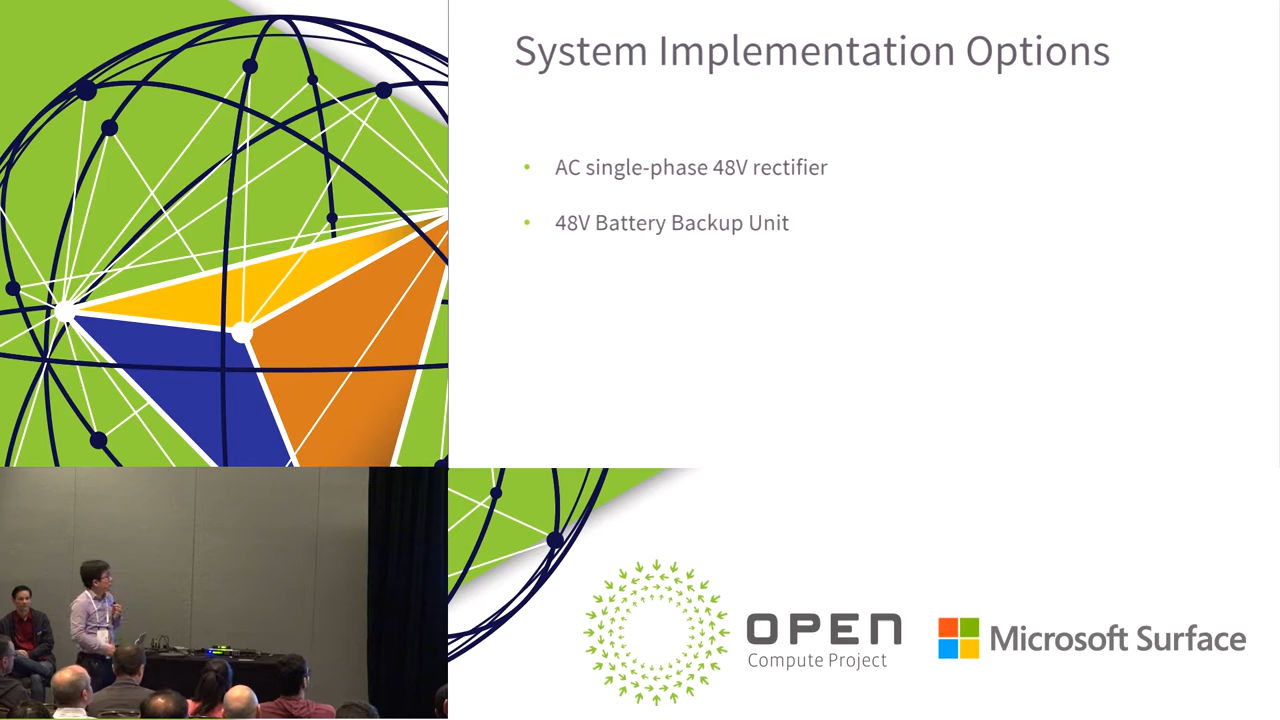 System Implementation Options
• AC single-phase 48V rectifier
• 48V Battery Backup Unit
OPEN
Compute Project
Microsoft Surface